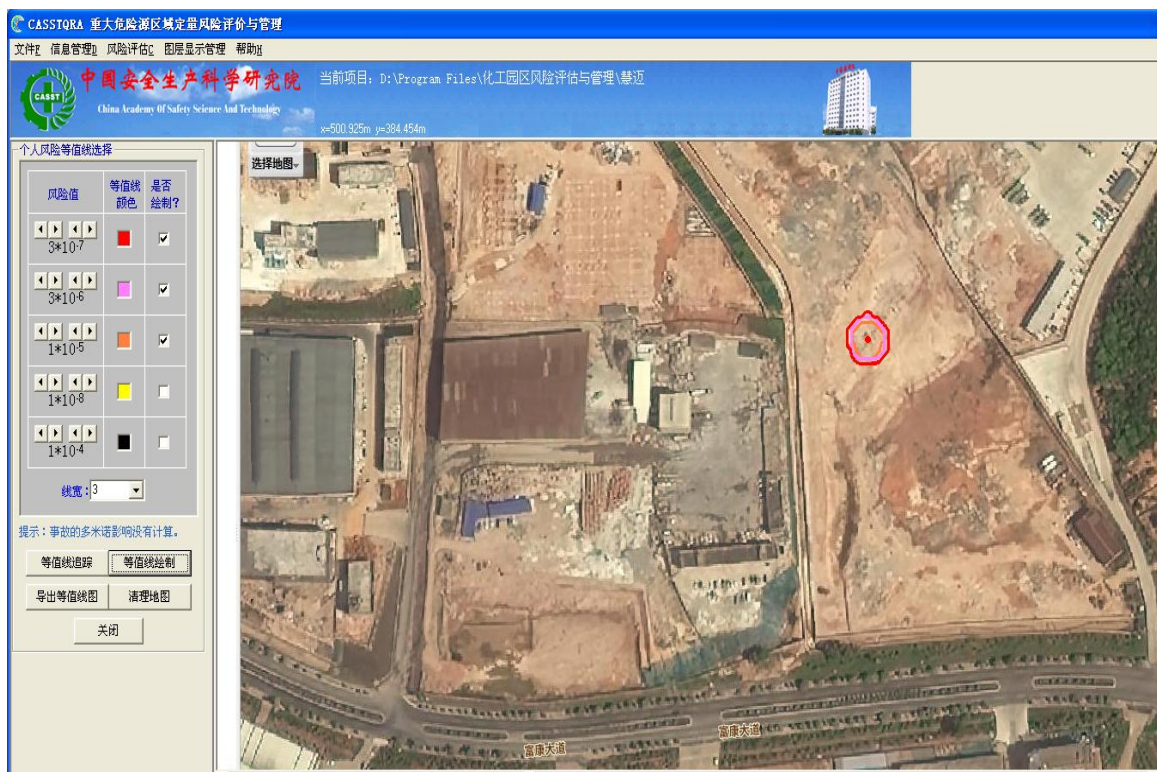 CASSTQRA 重大危险源区域定量风险评价与管理
文件F 信息管理D 风险评估C 图层显示管理 帮助H
CASST
中国安全生产科学研究院
China Academy Of Safety Science And Technology
当前项目: D:\Program Files\化工园区风险评估与管理\慧迈
x=500.925m y=384.454m
个人风险等值线选择
风险值 等值线颜色 是否绘制?
3*10-7
3*10-6
1*10-5
1*10-8
1*10-4
线宽:3
提示:事故的多米诺影响没有计算。
等值线追踪 等值线绘制
导出等值线图 清理地图
关闭
选择地图
富康大道
富康大道